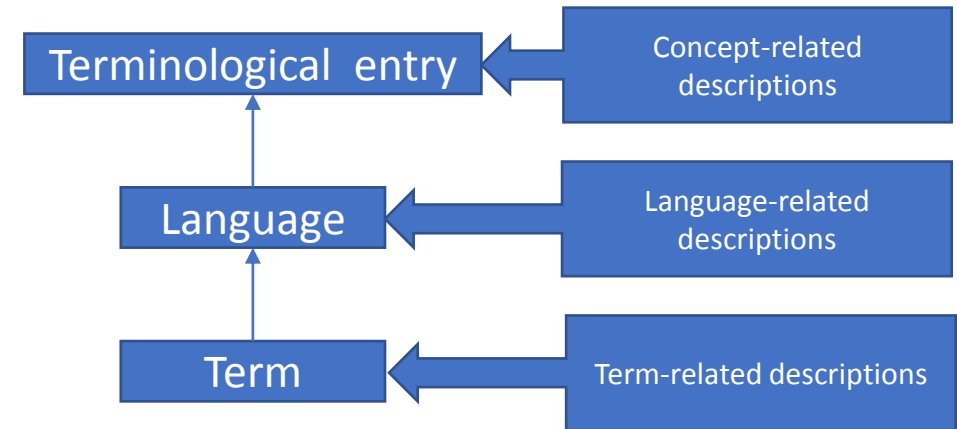 Terminological entry
Concept-related
descriptions
Language
Language-related
descriptions
Term
Term-related descriptions